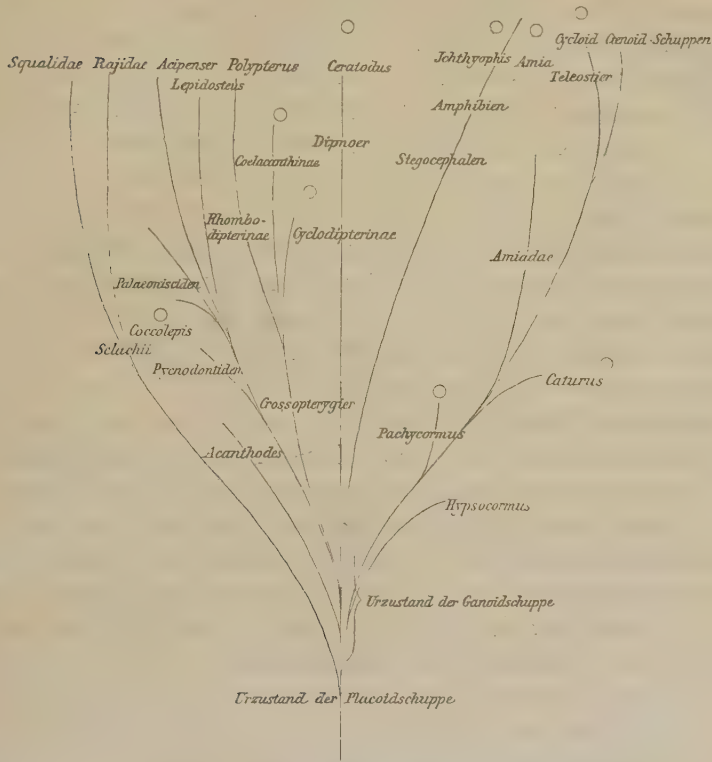 Squalidae Rajidae Acipenser Polypterus Ceratodus Ichthyophis Amia Cycloid Ctenoid-Schuppen
Lepidosteus Teleostier
Amphibien
Dipnoer
Coelacanthinae Stegocephalen
Rhombo-
dipterinae Cyclodipterinae
Amiadae
Palaeonisciden
Coccolepis
Selachii
Pycnodontiden
Caturus
Crossopterygier
Pachycormus
Acanthodes
Hypsocormus
Urzustand der Ganoidschuppe
Urzustand der Placoidschuppe